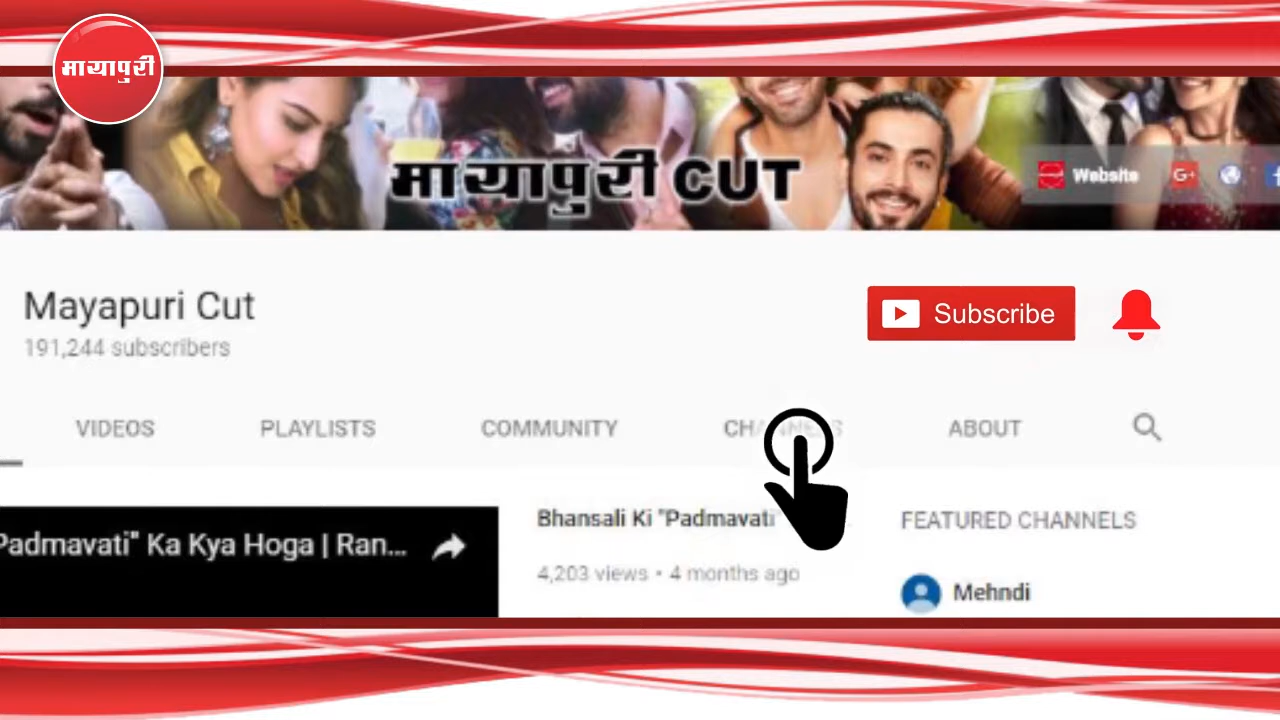 मायापुरी
मायापुरी CUT
Website
G+
Mayapuri Cut
191,244 subscribers
Subscribe
VIDEOS PLAYLISTS COMMUNITY CHANNELS ABOUT
Padmavati" Ka Kya Hoga | Ran...
Bhansali Ki "Padmavati
4,203 views • 4 months ago
FEATURED CHANNELS
Mehndi